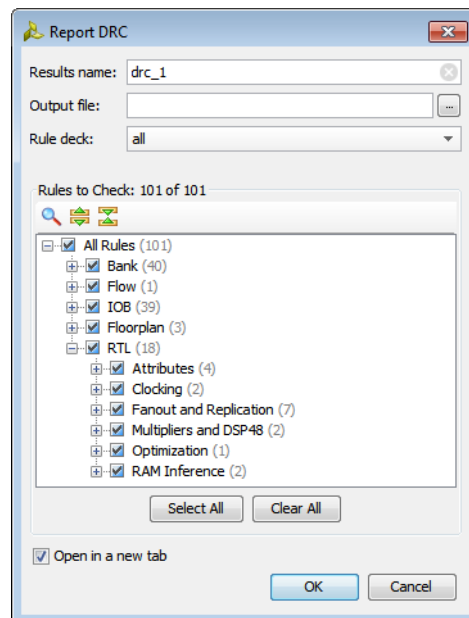 Report DRC
Results name: drc_1
Output file: ...
Rule deck: all
Rules to Check: 101 of 101
All Rules (101)
Bank (40)
Flow (1)
IOB (39)
Floorplan (3)
RTL (18)
Attributes (4)
Clocking (2)
Fanout and Replication (7)
Multipliers and DSP48 (2)
Optimization (1)
RAM Inference (2)
Select All Clear All
Open in a new tab
OK Cancel